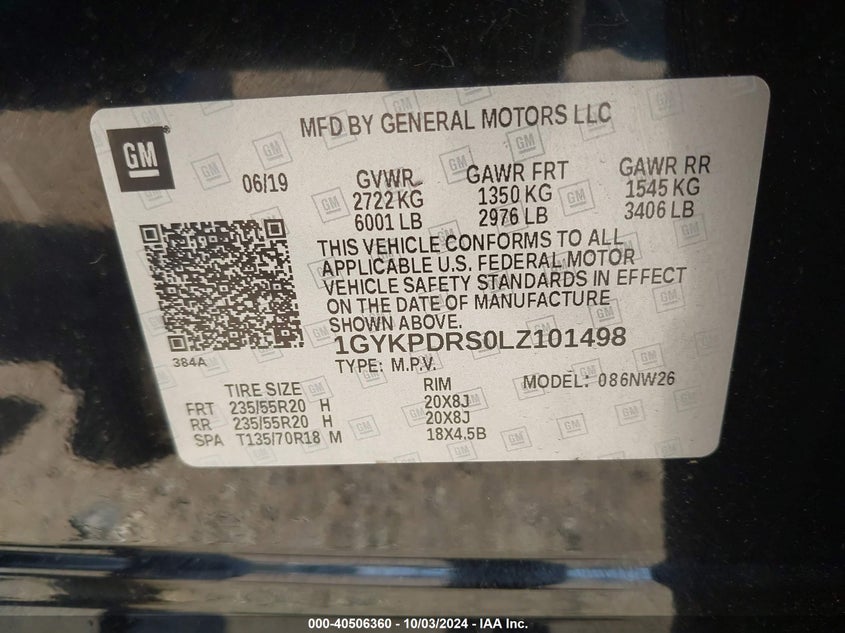 MFD BY GENERAL MOTORS LLC
GM
06/19
GVWR
2722 KG
6001 LB
GAWR FRT
1350 KG
2976 LB
GAWR RR
1545 KG
3406 LB
THIS VEHICLE CONFORMS TO ALL
APPLICABLE U.S. FEDERAL MOTOR
VEHICLE SAFETY STANDARDS IN EFFECT
ON THE DATE OF MANUFACTURE
SHOWN ABOVE.
384A
1GYKPDRS0LZ101498
TYPE: M.P.V.
MODEL: 086NW26
TIRE SIZE RIM
FRT 235/55R20 H 20X8J
RR 235/55R20 H 20X8J
SPA T135/70R18 M 18X4.5B
000-40506360 - 10/03/2024 - IAA Inc.